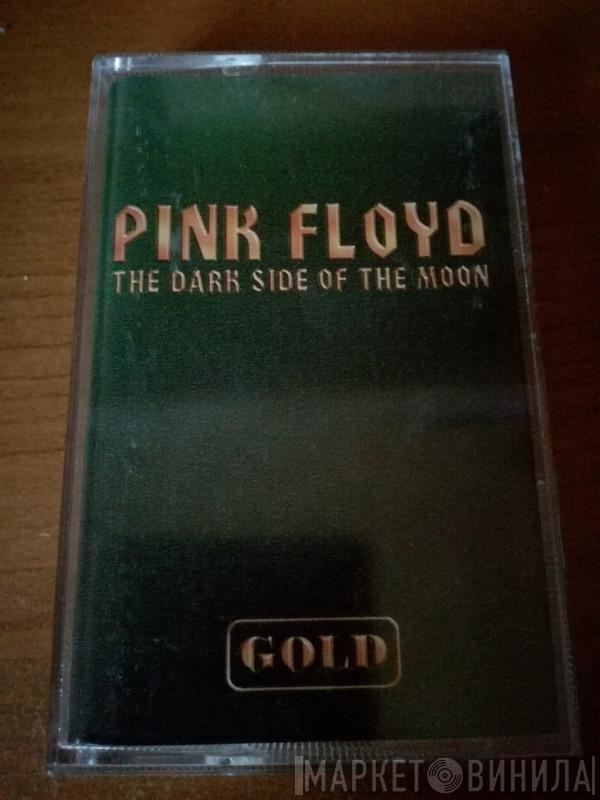 PINK FLOYD
THE DARK SIDE OF THE MOON
GOLD
МАРКЕТ ВИНИЛА